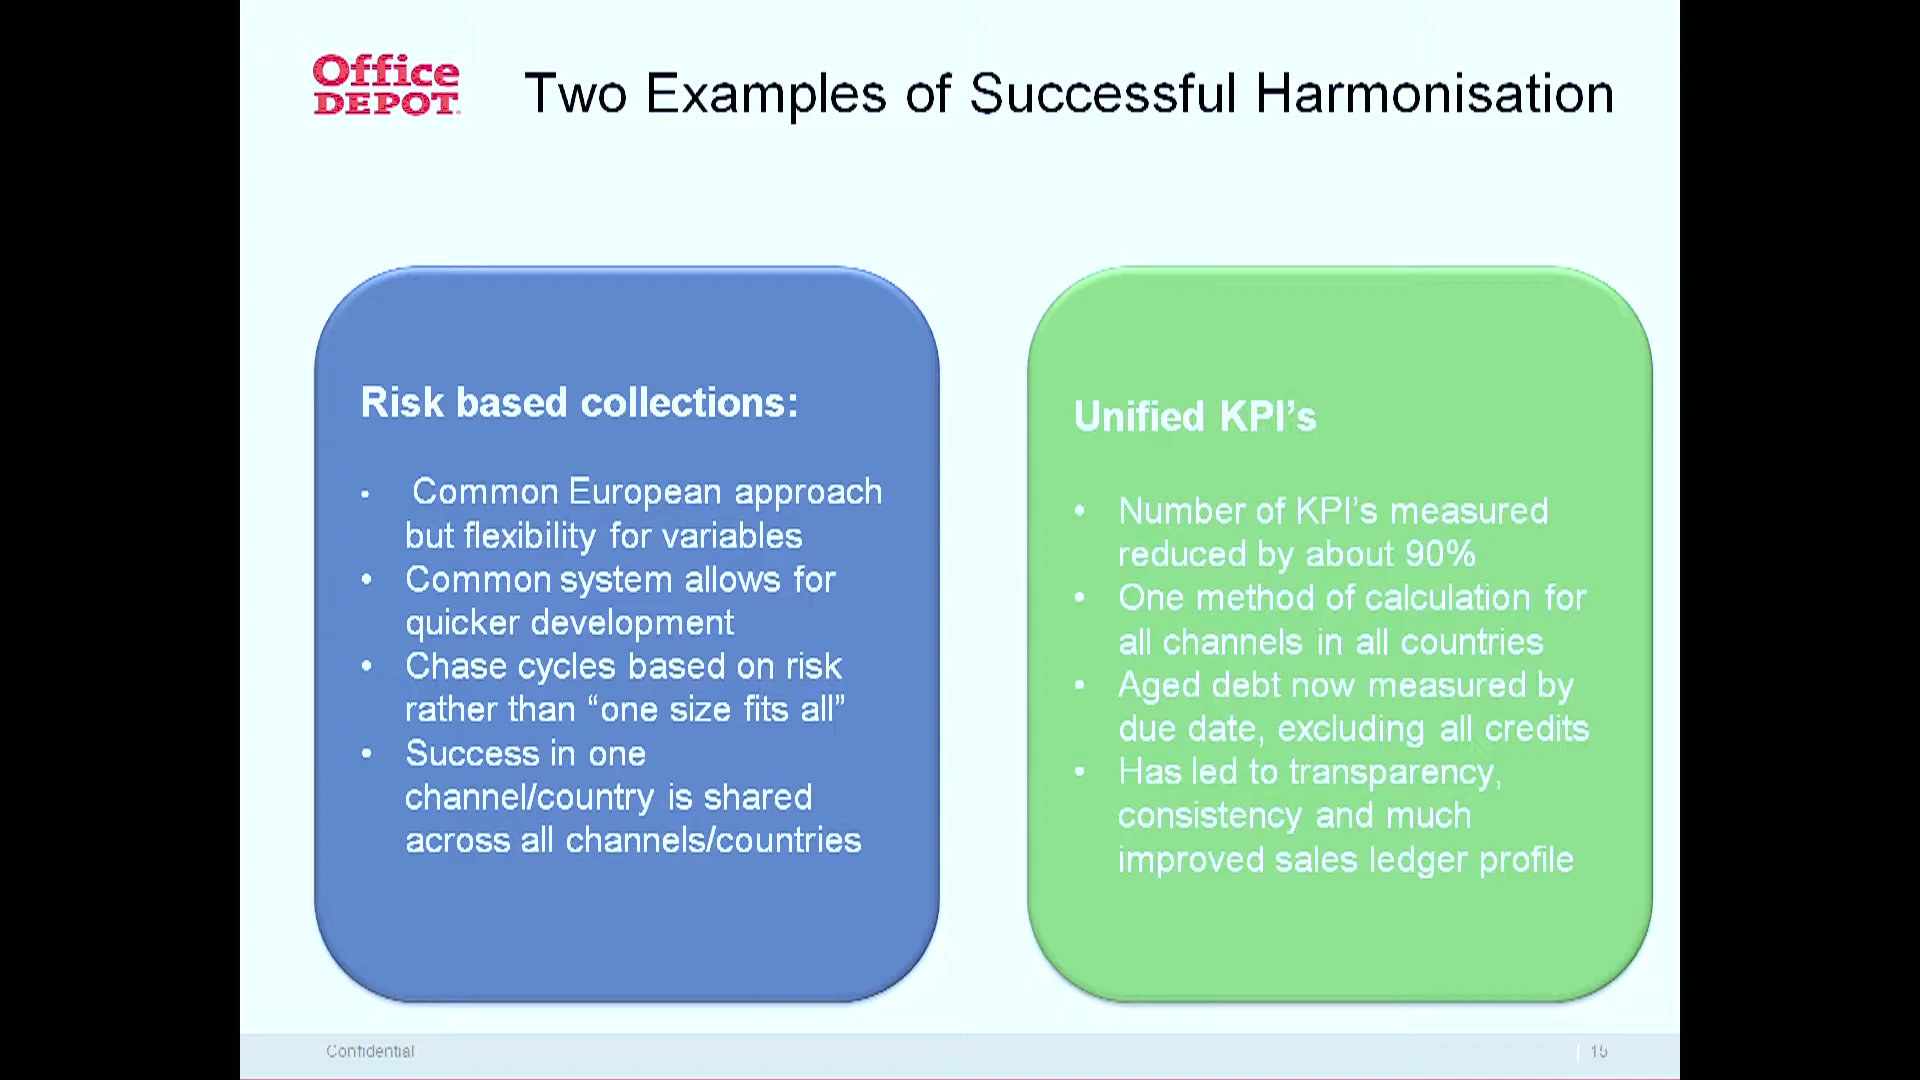 Office
DEPOT
Two Examples of Successful Harmonisation
Risk based collections:
• Common European approach
but flexibility for variables
• Common system allows for
quicker development
• Chase cycles based on risk
rather than “one size fits all”
• Success in one
channel/country is shared
across all channels/countries
Unified KPI’s
• Number of KPI’s measured
reduced by about 90%
• One method of calculation for
all channels in all countries
• Aged debt now measured by
due date, excluding all credits
• Has led to transparency,
consistency and much
improved sales ledger profile
Confidential
15